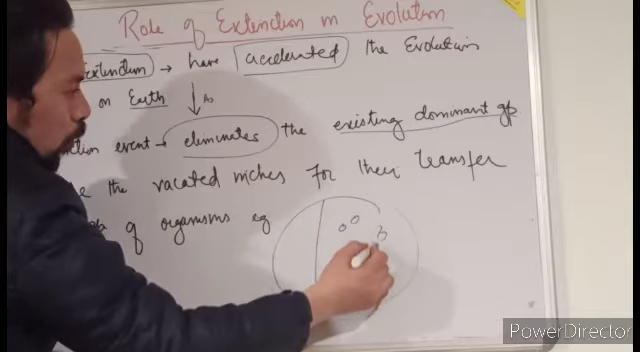 Role of Extinction in Evolution
Extinction → have accelerated the Evolution
on Earth ↓ As
event → eliminates the existing dominant gp
the vacated niches for their transfer
of organisms eg
PowerDirector